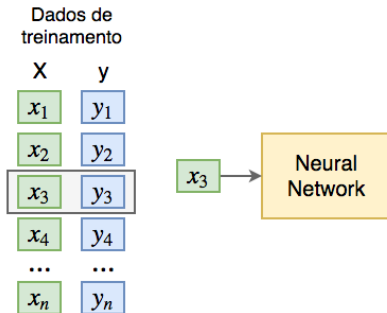 Dados de
treinamento
X y
x₁ y₁
x₂ y₂
x₃ y₃
x₄ y₄
... ...
xₙ yₙ
x₃
Neural
Network